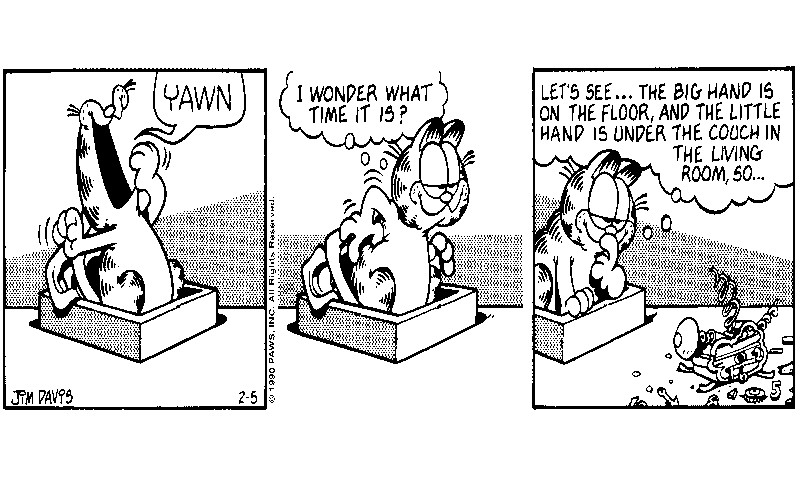 YAWN
JIM DAVIS
2-5
© 1990 PAWS, INC. All Rights Reserved.
I WONDER WHAT
TIME IT IS?
LET'S SEE... THE BIG HAND IS
ON THE FLOOR, AND THE LITTLE
HAND IS UNDER THE COUCH IN
THE LIVING
ROOM, SO...
5